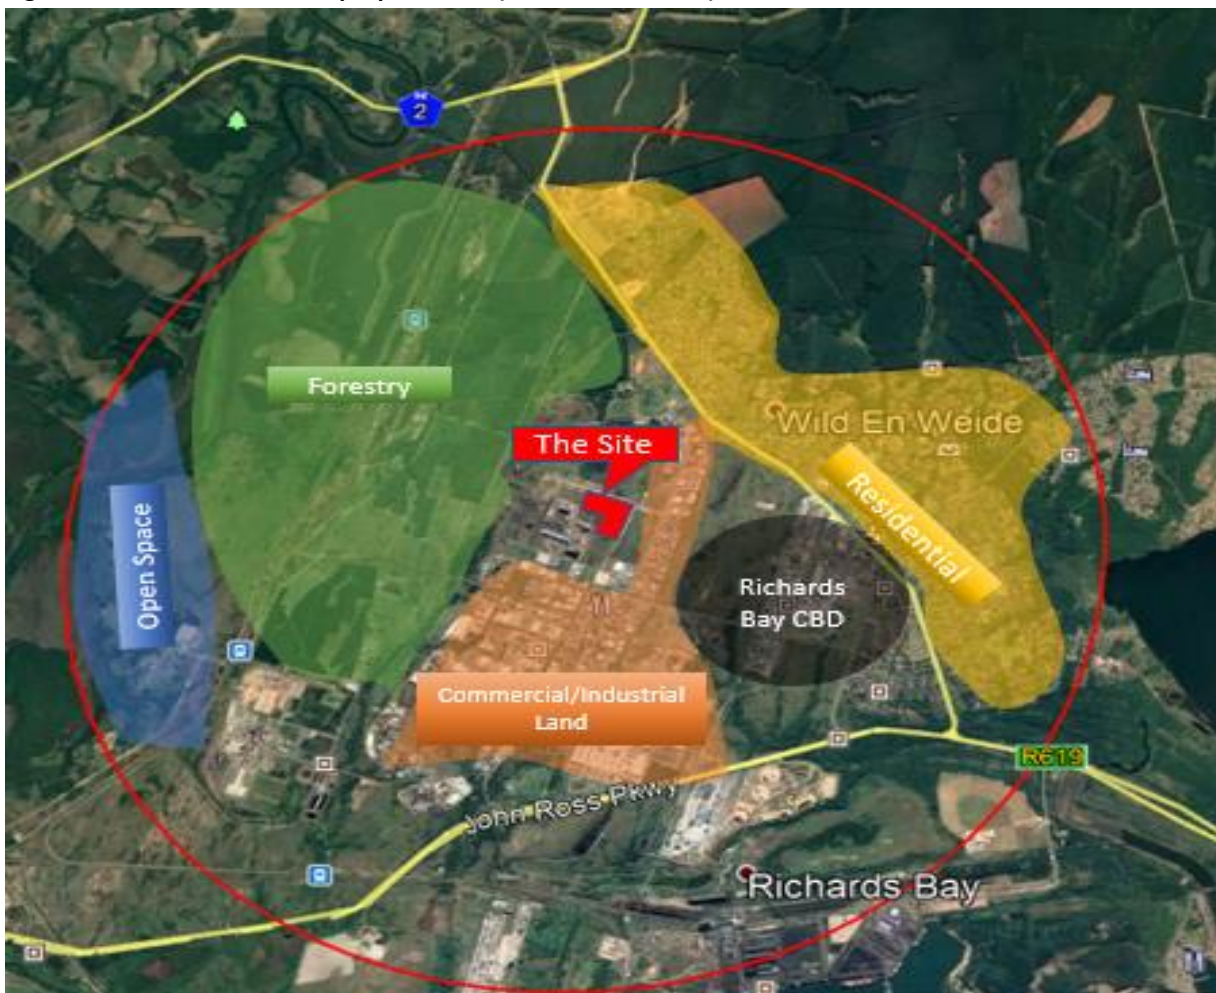 2
Forestry
The Site
Wild En Weide
Residential
Open Space
Richards
Bay CBD
Commercial/Industrial
Land
R619
John Ross Pkwy
Richards Bay